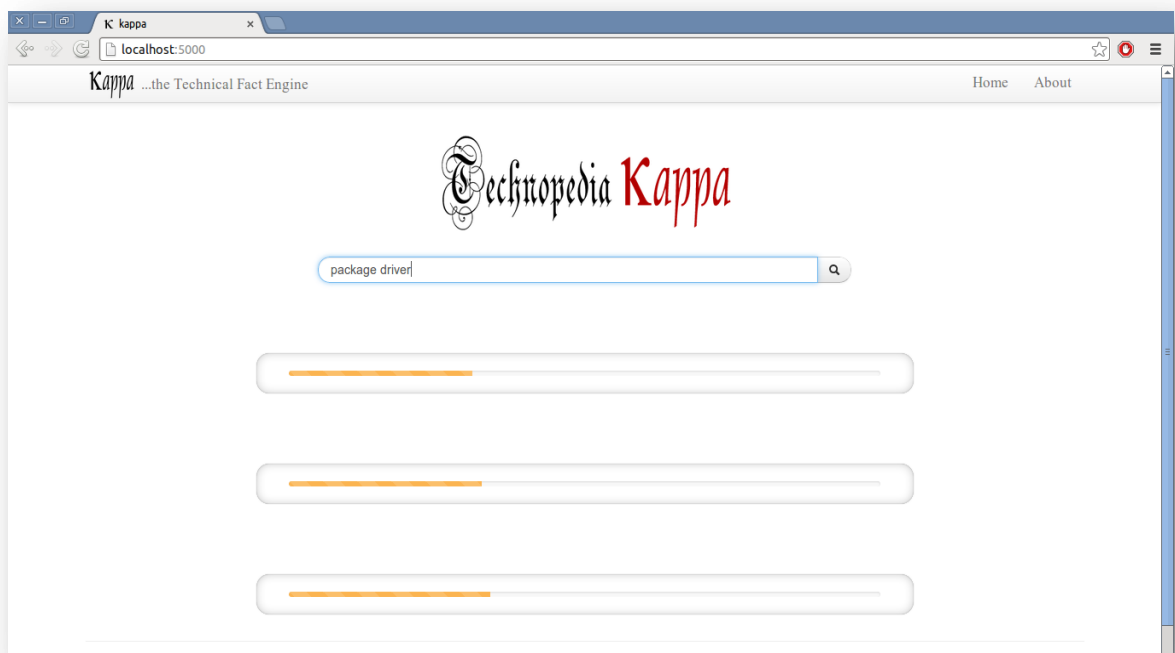 K kappa
localhost:5000
Kappa ...the Technical Fact Engine
Home
About
Technopedia Kappa
package driver